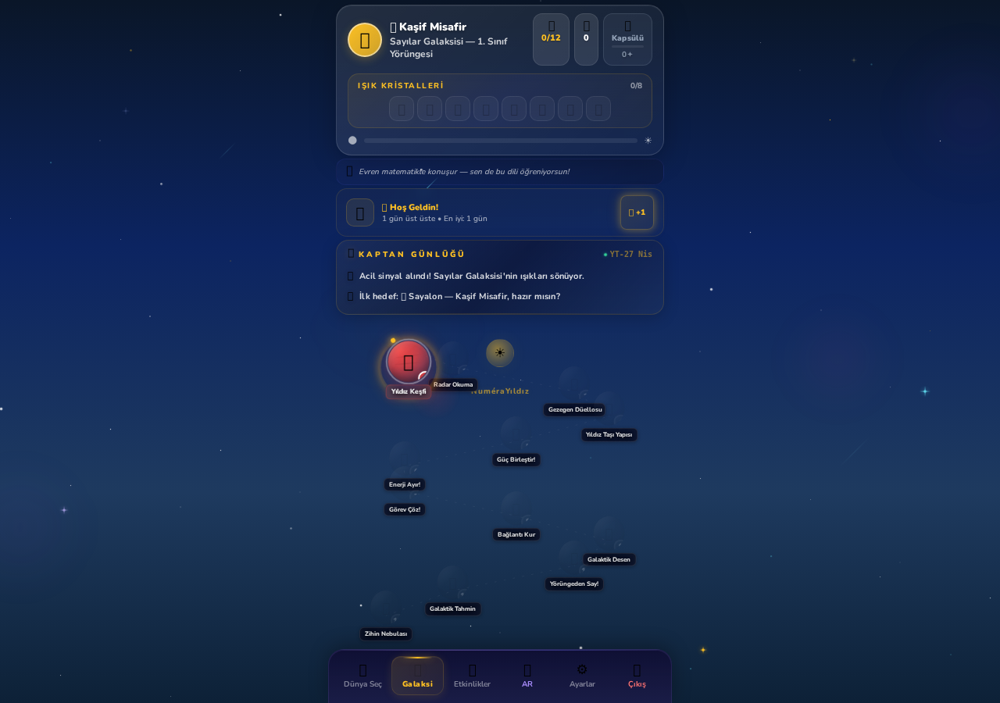 Kaşif Misafir
Sayılar Galaksisi — 1. Sınıf
Yörüngesi
0/12
0
Kapsülü
0✦
IŞIK KRİSTALLERİ
0/8
Evren matematikle konuşur — sen de bu dili öğreniyorsun!
Hoş Geldin!
1 gün üst üste • En iyi: 1 gün
+1
KAPTAN GÜNLÜĞÜ
YT-27 Nis
Acil sinyal alındı! Sayılar Galaksisi'nin ışıkları sönüyor.
İlk hedef: Sayalon — Kaşif Misafir, hazır mısın?
Radar Okuma
Yıldız Keşfi
NuméraYıldız
Gezegen Düellosu
Yıldız Taşı Yapısı
Güç Birleştir!
Enerji Ayır!
Görev Çöz!
Bağlantı Kur
Galaktik Desen
Yörüngeden Say!
Galaktik Tahmin
Zihin Nebulası
Dünya Seç
Galaksi
Etkinlikler
AR
Ayarlar
Çıkış